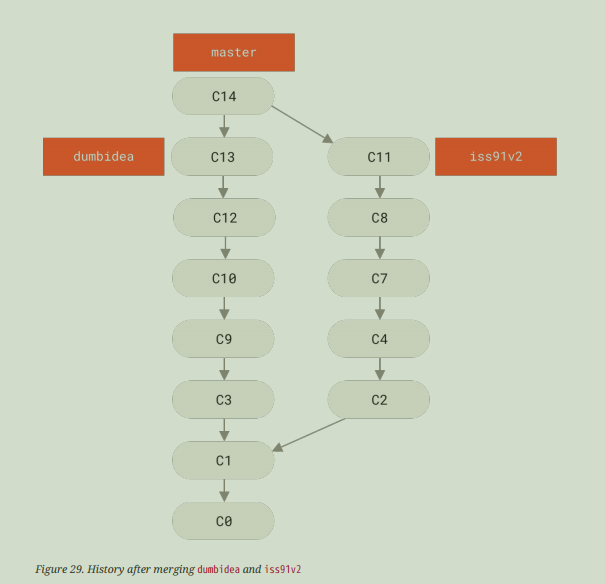 master
C14
dumbidea
C13
C11
iss91v2
C12
C8
C10
C7
C9
C4
C3
C2
C1
C0
Figure 29. History after merging dumbidea and iss91v2